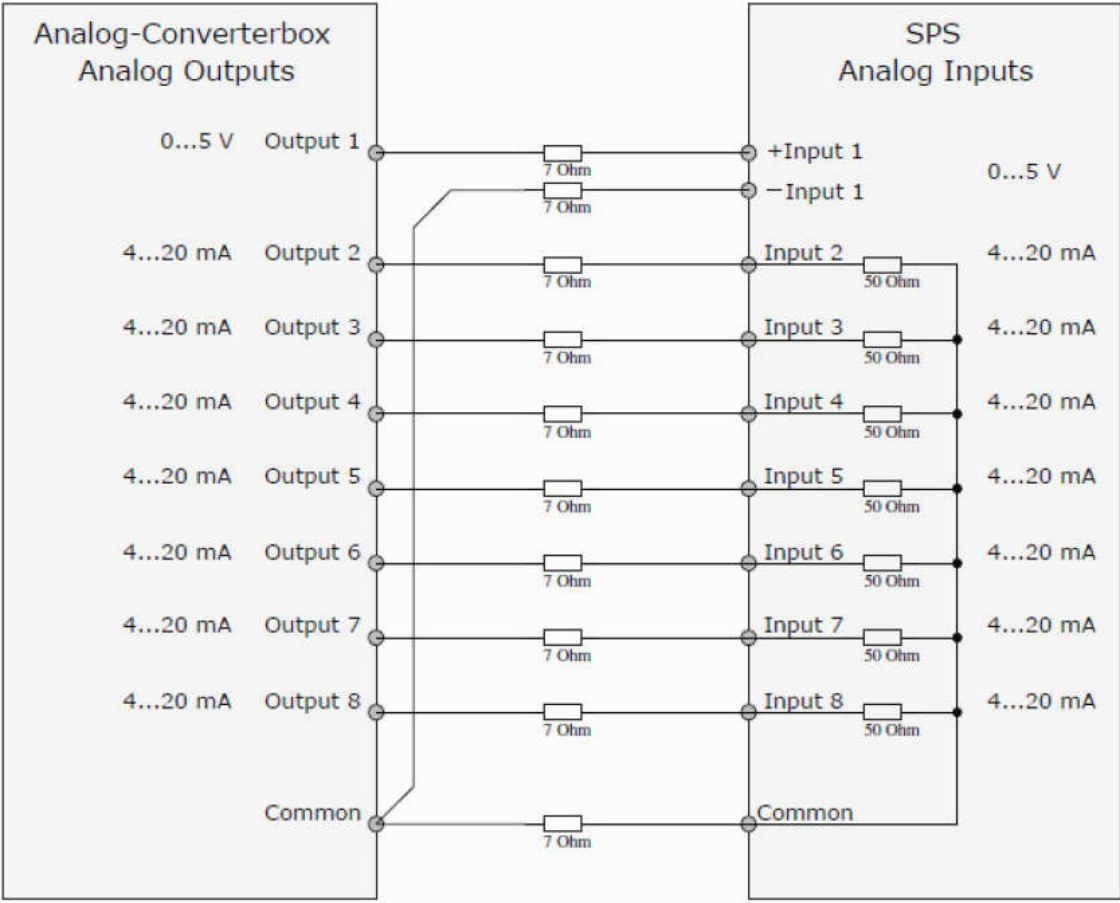 Analog-Converterbox
Analog Outputs
SPS
Analog Inputs
0...5 V Output 1
+Input 1
7 Ohm
0...5 V
−Input 1
7 Ohm
4...20 mA Output 2
Input 2
4...20 mA
7 Ohm
50 Ohm
4...20 mA Output 3
Input 3
4...20 mA
7 Ohm
50 Ohm
4...20 mA Output 4
Input 4
4...20 mA
7 Ohm
50 Ohm
4...20 mA Output 5
Input 5
4...20 mA
7 Ohm
50 Ohm
4...20 mA Output 6
Input 6
4...20 mA
7 Ohm
50 Ohm
4...20 mA Output 7
Input 7
4...20 mA
7 Ohm
50 Ohm
4...20 mA Output 8
Input 8
4...20 mA
7 Ohm
50 Ohm
Common
Common
7 Ohm